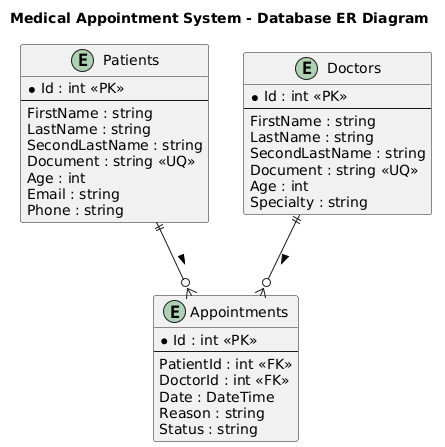 Medical Appointment System - Database ER Diagram
E Patients
* Id : int «PK»
FirstName : string
LastName : string
SecondLastName : string
Document : string «UQ»
Age : int
Email : string
Phone : string
E Doctors
* Id : int «PK»
FirstName : string
LastName : string
SecondLastName : string
Document : string «UQ»
Age : int
Specialty : string
E Appointments
* Id : int «PK»
PatientId : int «FK»
DoctorId : int «FK»
Date : DateTime
Reason : string
Status : string